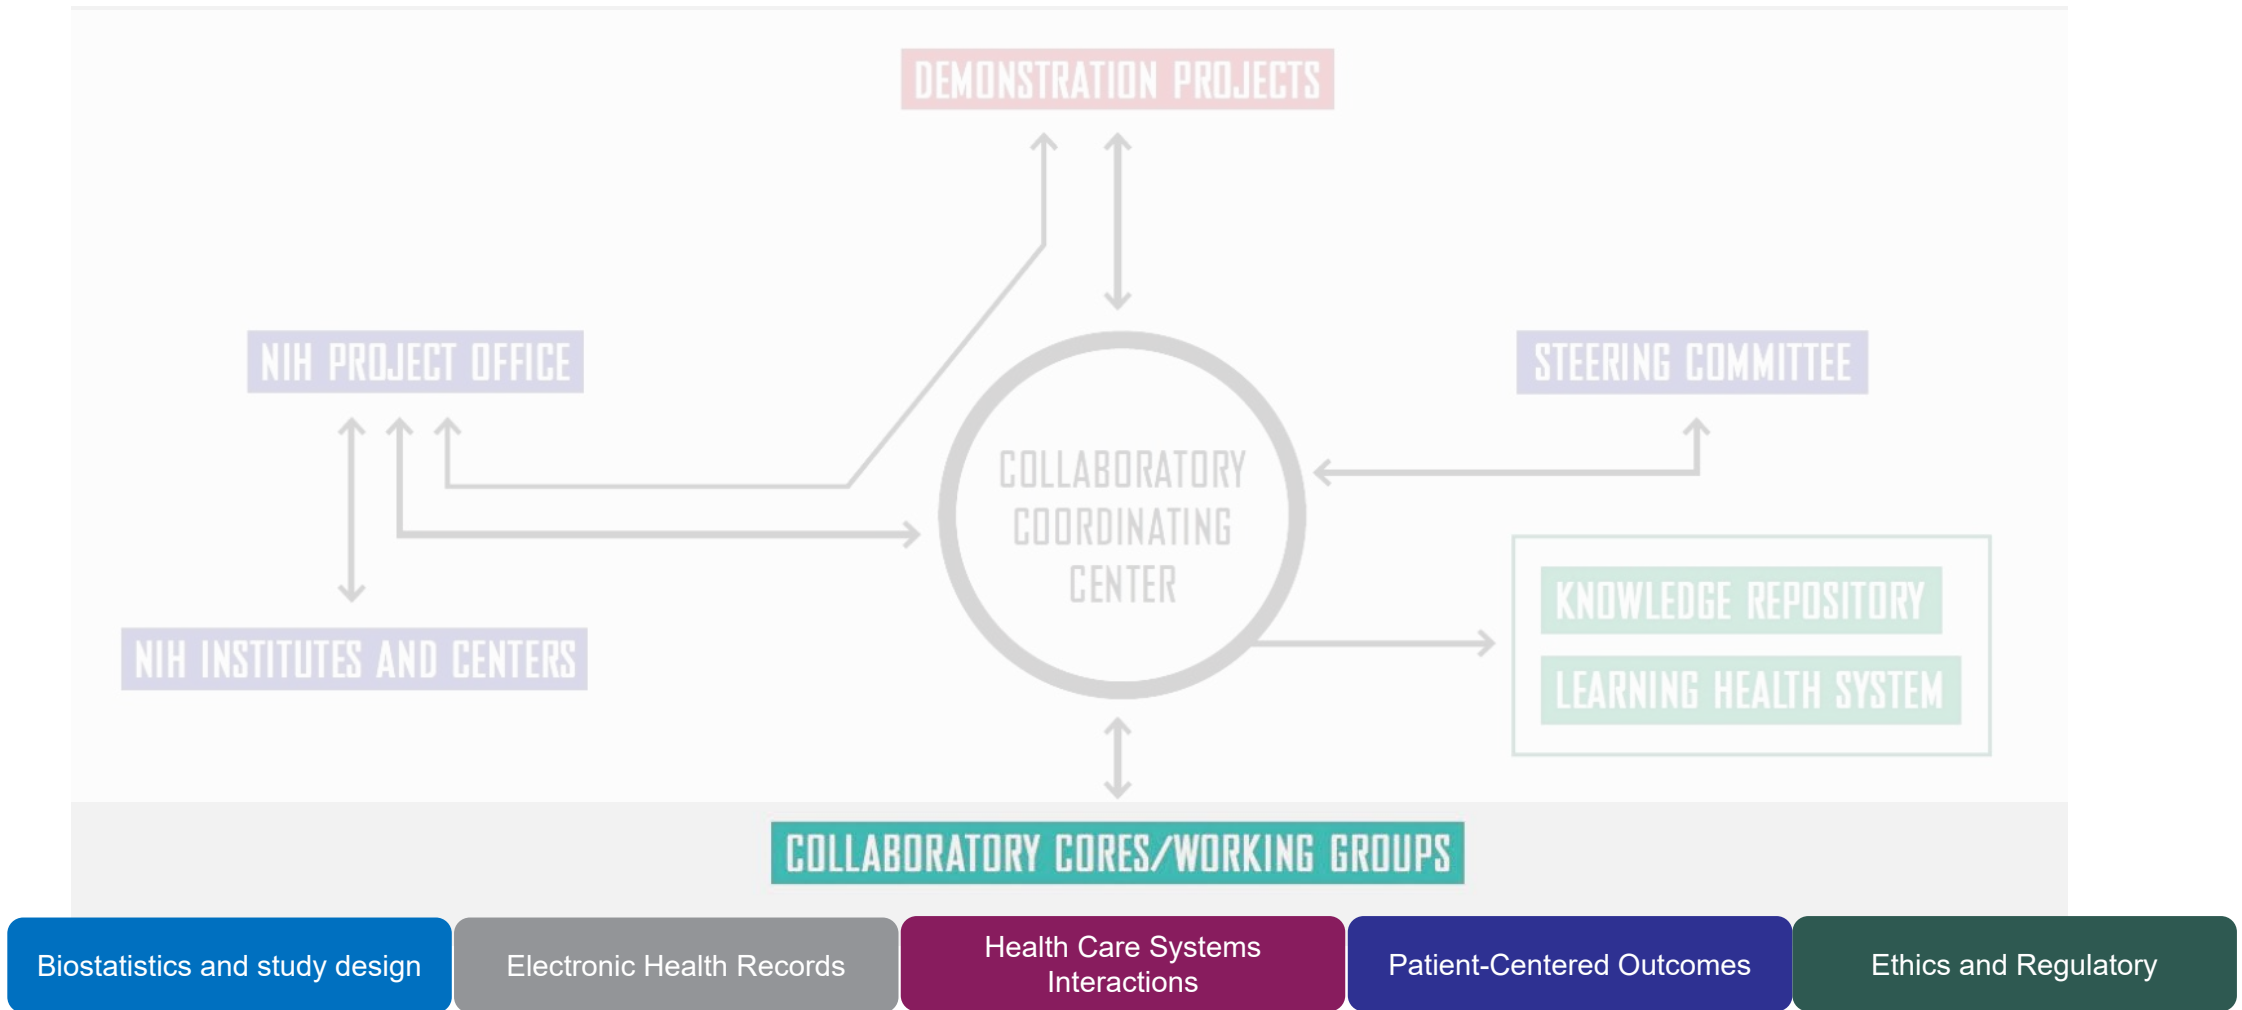 DEMONSTRATION PROJECTS
NIH PROJECT OFFICE
STEERING COMMITTEE
COLLABORATORY
COORDINATING
CENTER
KNOWLEDGE REPOSITORY
NIH INSTITUTES AND CENTERS
LEARNING HEALTH SYSTEM
COLLABORATORY CORES/WORKING GROUPS
Biostatistics and study design
Electronic Health Records
Health Care Systems
Interactions
Patient-Centered Outcomes
Ethics and Regulatory